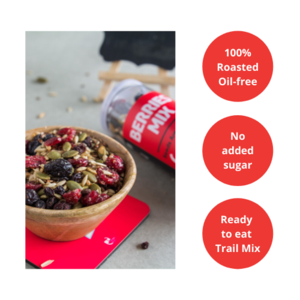 BERRIES
MIX
100%
Roasted
Oil-free
No
added
sugar
Ready
to eat
Trail Mix